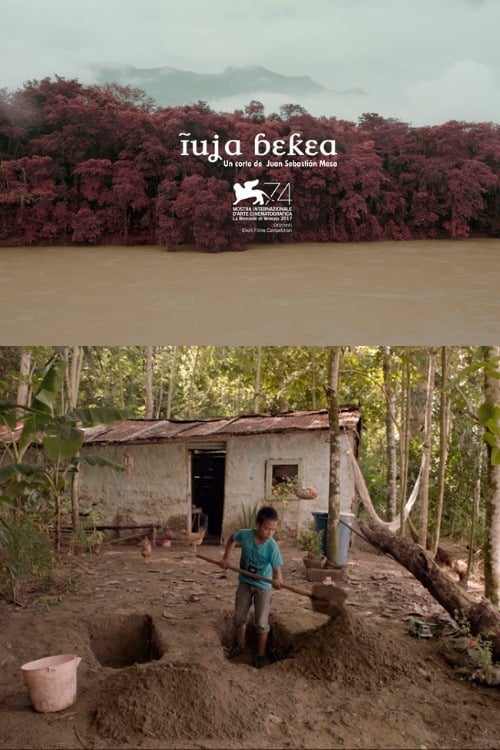 ĩuja beкea
Un corto de Juan Sebastián Mesa
74
MOSTRA INTERNAZIONALE
D'ARTE CINEMATOGRAFICA
La Biennale di Venezia 2017
Orizzonti
Short Films Competition